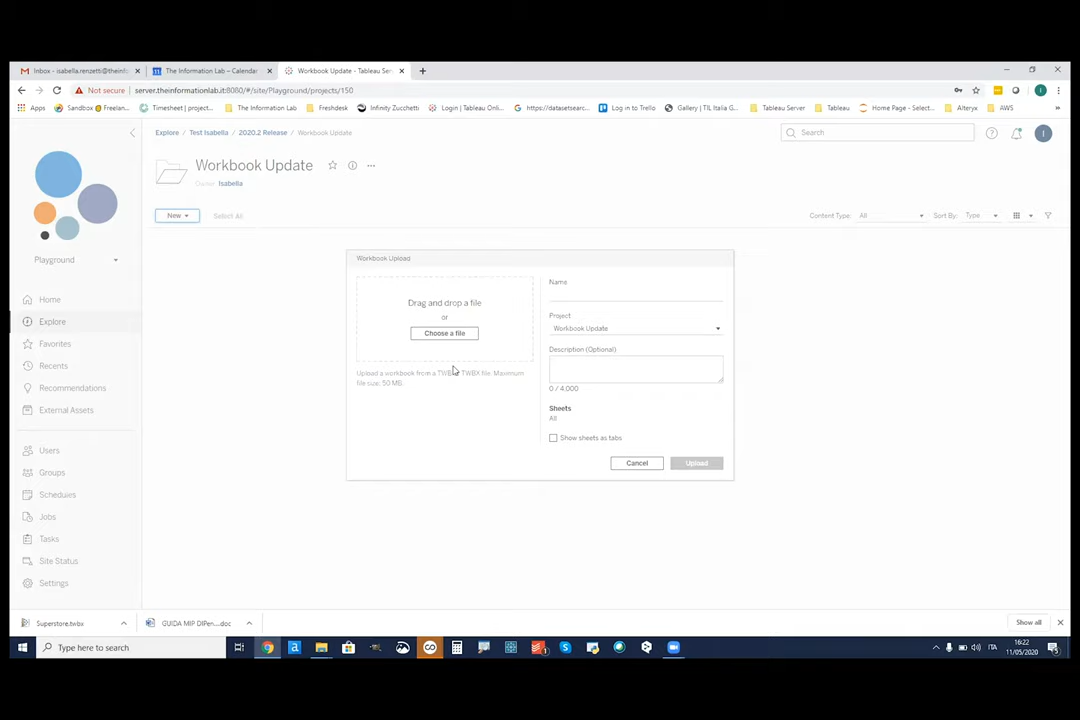 Inbox - isabella.renzetti@theinfo
The Information Lab – Calenda
Workbook Update - Tableau Ser
Not secure
server.theinformationlab.it:8080/#/site/Playground/projects/150
Apps
Sandbox @ Freelan...
Timesheet | project...
The Information Lab
Freshdesk
Infinity Zucchetti
Login | Tableau Onli...
https://datasetsearc...
Log in to Trello
Gallery | TIL Italia G...
Tableau Server
Tableau
Home Page - Select...
Alteryx
AWS
Explore / Test Isabella / 2020.2 Release / Workbook Update
Search
Workbook Update
Owner Isabella
New
Select All
Content Type: All
Sort By: Type
Playground
Home
Explore
Favorites
Recents
Recommendations
External Assets
Users
Groups
Schedules
Jobs
Tasks
Site Status
Settings
Workbook Upload
Drag and drop a file
or
Choose a file
Upload a workbook from a TWB TWBX file. Maximum
file size: 50 MB.
Name
Project
Workbook Update
Description (Optional)
0 / 4,000
Sheets
All
Show sheets as tabs
Cancel
Upload
Superstore.twbx
GUIDA MIP DIPen....doc
Show all
Type here to search
ITA
16:22
11/05/2020